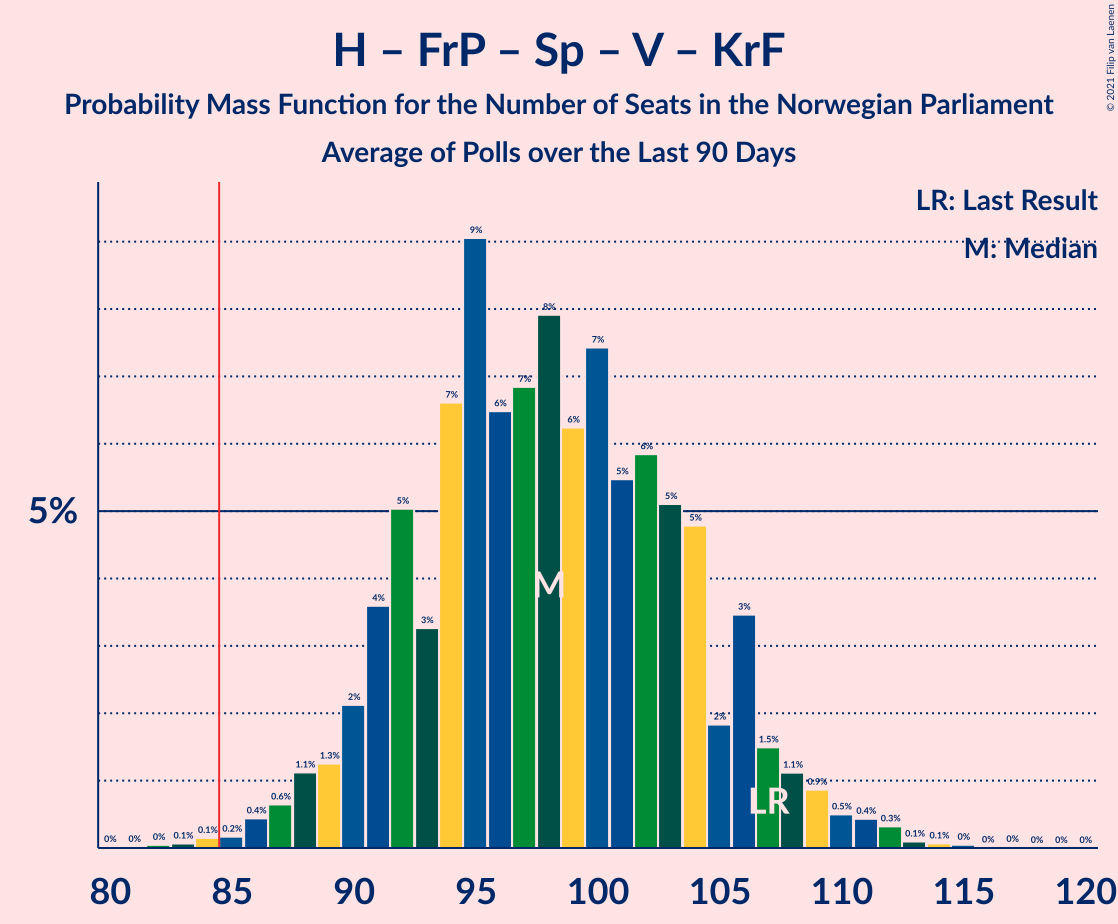 H – FrP – Sp – V – KrF
Probability Mass Function for the Number of Seats in the Norwegian Parliament
Average of Polls over the Last 90 Days
© 2021 Filip van Laenen
LR: Last Result
M: Median
5%
0% 0% 0% 0.1% 0.1% 0.2% 0.4% 0.6% 1.1% 1.3% 2% 4% 5% 3% 7% 9% 6% 7% 8% 6% 7% 5% 6% 5% 5% 2% 3% 1.5% 1.1% 0.9% 0.5% 0.4% 0.3% 0.1% 0.1% 0% 0% 0% 0% 0% 0%
M
LR
80 85 90 95 100 105 110 115 120